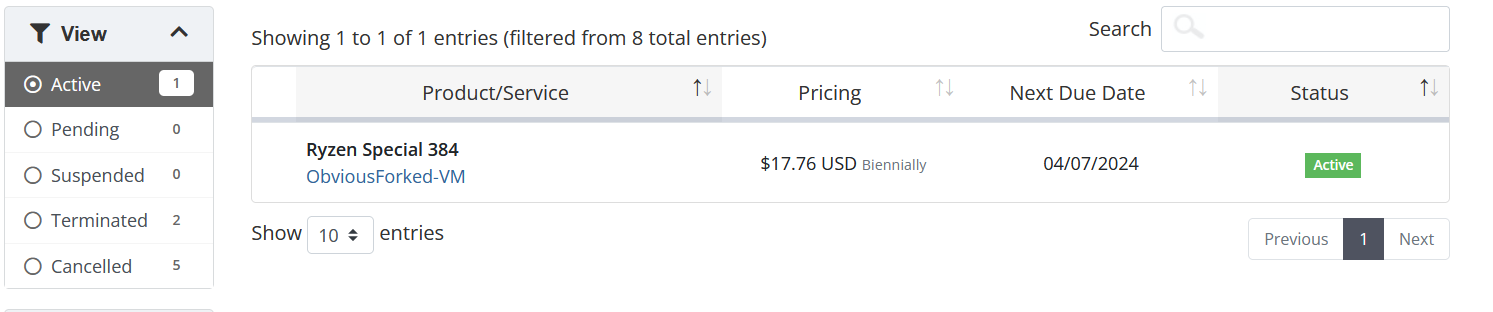 View
Active 1
Pending 0
Suspended 0
Terminated 2
Cancelled 5
Showing 1 to 1 of 1 entries (filtered from 8 total entries)
Search
Product/Service Pricing Next Due Date Status
Ryzen Special 384
ObviousForked-VM
$17.76 USD Biennially 04/07/2024 Active
Show 10 entries
Previous 1 Next